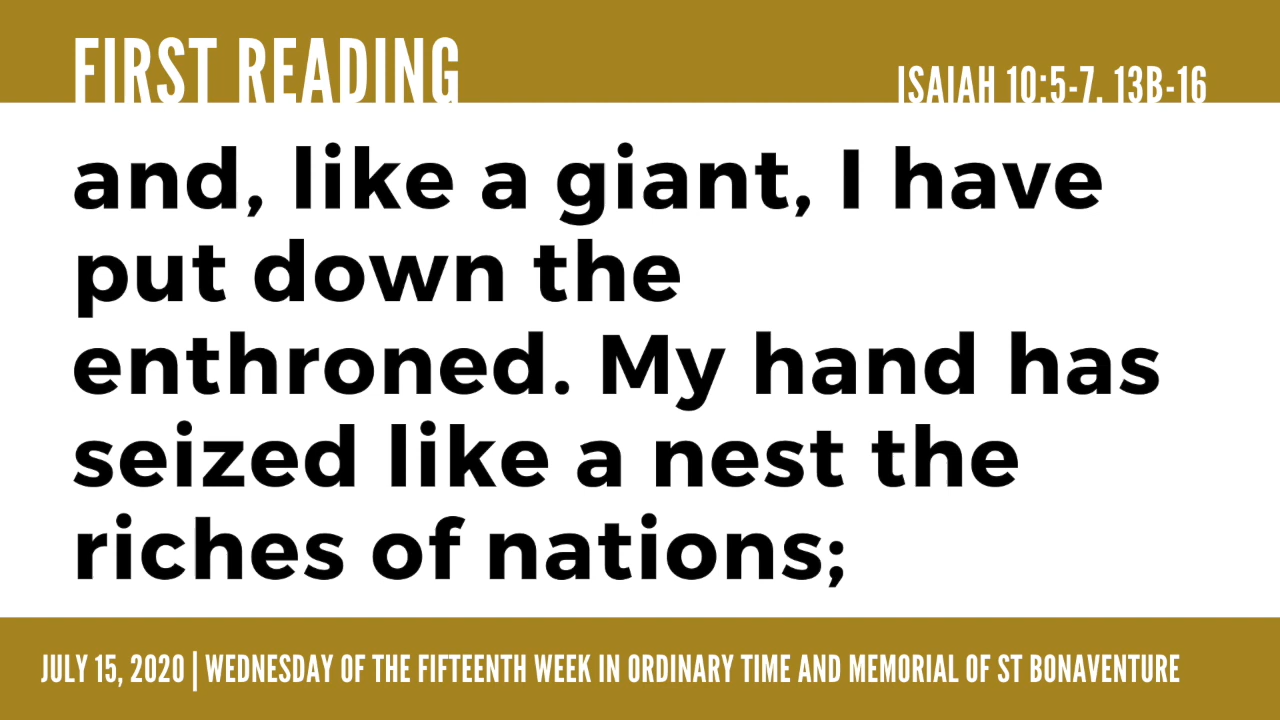 FIRST READING
ISAIAH 10:5-7, 13B-16
and, like a giant, I have
put down the
enthroned. My hand has
seized like a nest the
riches of nations;
JULY 15, 2020 | WEDNESDAY OF THE FIFTEENTH WEEK IN ORDINARY TIME AND MEMORIAL OF ST BONAVENTURE